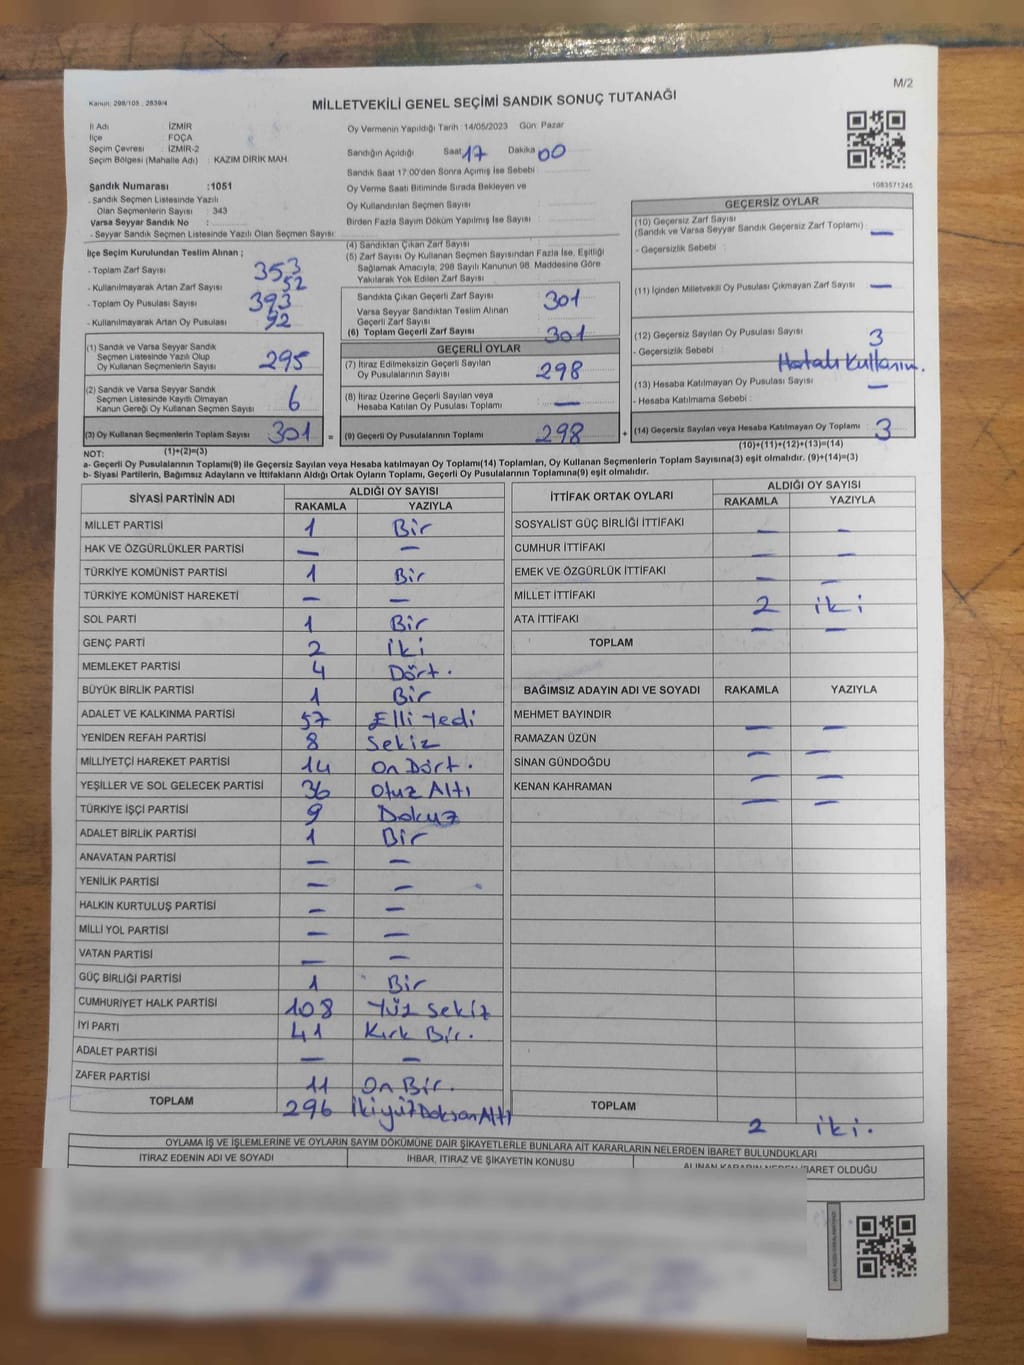 M/2
Kanun: 298/105 , 2839/4
MİLLETVEKİLİ GENEL SEÇİMİ SANDIK SONUÇ TUTANAĞI
İl Adı : İZMİR
İlçe : FOÇA
Seçim Çevresi : İZMİR-2
Seçim Bölgesi (Mahalle Adı) : KAZIM DİRİK MAH.
Oy Vermenin Yapıldığı Tarih :14/05/2023 Gün: Pazar
Sandığın Açıldığı Saat 17 Dakika 00
Sandık Saat 17:00'den Sonra Açımış İse Sebebi :
Oy Verme Saati Bitiminde Sırada Bekleyen ve
Oy Kullandırılan Seçmen Sayısı :
Birden Fazla Sayım Döküm Yapılmış İse Sayısı :
1083571245
Sandık Numarası :1051
- Sandık Seçmen Listesinde Yazılı
Olan Seçmenlerin Sayısı : 343
Varsa Seyyar Sandık No :
- Seyyar Sandık Seçmen Listesinde Yazılı Olan Seçmen Sayısı:
İlçe Seçim Kurulundan Teslim Alınan ;
- Toplam Zarf Sayısı : 353
- Kullanılmayarak Artan Zarf Sayısı : 52
- Toplam Oy Pusulası Sayısı : 393
- Kullanılmayarak Artan Oy Pusulası : 92
(1) Sandık ve Varsa Seyyar Sandık
Seçmen Listesinde Yazılı Olup
Oy Kullanan Seçmenlerin Sayısı : 295
(2) Sandık ve Varsa Seyyar Sandık
Seçmen Listesinde Kayıtlı Olmayan
Kanun Gereği Oy Kullanan Seçmen Sayısı : 6
(3) Oy Kullanan Seçmenlerin Toplam Sayısı : 301 =
(1)+(2)=(3)
(4) Sandıktan Çıkan Zarf Sayısı :
(5) Zarf Sayısı Oy Kullanan Seçmen Sayısından Fazla İse, Eşitliği
Sağlamak Amacıyla, 298 Sayılı Kanunun 98. Maddesine Göre
Yakılarak Yok Edilen Zarf Sayısı :
Sandıkta Çıkan Geçerli Zarf Sayısı : 301
Varsa Seyyar Sandıktan Teslim Alınan
Geçerli Zarf Sayısı :
(6) Toplam Geçerli Zarf Sayısı : 301
GEÇERLİ OYLAR
(7) İtiraz Edilmeksizin Geçerli Sayılan
Oy Pusulalarının Sayısı : 298
(8) İtiraz Üzerine Geçerli Sayılan veya
Hesaba Katılan Oy Pusulası Toplamı : —
(9) Geçerli Oy Pusulalarının Toplamı : 298 +
GEÇERSİZ OYLAR
(10) Geçersiz Zarf Sayısı
(Sandık ve Varsa Seyyar Sandık Geçersiz Zarf Toplamı) : —
- Geçersizlik Sebebi :
(11) İçinden Milletvekili Oy Pusulası Çıkmayan Zarf Sayısı : —
(12) Geçersiz Sayılan Oy Pusulası Sayısı : 3
- Geçersizlik Sebebi : Hatalı Kullanım.
(13) Hesaba Katılmayan Oy Pusulası Sayısı : —
- Hesaba Katılmama Sebebi :
(14) Geçersiz Sayılan veya Hesaba Katılmayan Oy Toplamı : 3
(10)+(11)+(12)+(13)=(14)
NOT:
a- Geçerli Oy Pusulalarının Toplamı(9) ile Geçersiz Sayılan veya Hesaba katılmayan Oy Toplamı(14) Toplamları, Oy Kullanan Seçmenlerin Toplam Sayısına(3) eşit olmalıdır. (9)+(14)=(3)
b- Siyasi Partilerin, Bağımsız Adayların ve İttifakların Aldığı Ortak Oyların Toplamı, Geçerli Oy Pusulalarının Toplamına(9) eşit olmalıdır.
SİYASİ PARTİNİN ADI ALDIĞI OY SAYISI
RAKAMLA YAZIYLA
MİLLET PARTİSİ 1 Bir
HAK VE ÖZGÜRLÜKLER PARTİSİ — —
TÜRKİYE KOMÜNİST PARTİSİ 1 Bir
TÜRKİYE KOMÜNİST HAREKETİ — —
SOL PARTİ 1 Bir
GENÇ PARTİ 2 iki
MEMLEKET PARTİSİ 4 Dört.
BÜYÜK BİRLİK PARTİSİ 1 Bir
ADALET VE KALKINMA PARTİSİ 57 Elli Yedi
YENİDEN REFAH PARTİSİ 8 Sekiz
MİLLİYETÇİ HAREKET PARTİSİ 14 On Dört.
YEŞİLLER VE SOL GELECEK PARTİSİ 36 Otuz Altı
TÜRKİYE İŞÇİ PARTİSİ 9 Dokuz
ADALET BİRLİK PARTİSİ 1 Bir
ANAVATAN PARTİSİ — —
YENİLİK PARTİSİ — —
HALKIN KURTULUŞ PARTİSİ — —
MİLLİ YOL PARTİSİ — —
VATAN PARTİSİ — —
GÜÇ BİRLİĞİ PARTİSİ 1 Bir
CUMHURİYET HALK PARTİSİ 108 Yüz Sekiz
İYİ PARTİ 41 Kırk Bir.
ADALET PARTİSİ — —
ZAFER PARTİSİ 11 On Bir.
TOPLAM 296 İkiyüz Doksan Altı
İTTİFAK ORTAK OYLARI ALDIĞI OY SAYISI
RAKAMLA YAZIYLA
SOSYALİST GÜÇ BİRLİĞİ İTTİFAKI — —
CUMHUR İTTİFAKI — —
EMEK VE ÖZGÜRLÜK İTTİFAKI — —
MİLLET İTTİFAKI 2 iki
ATA İTTİFAKI — —
TOPLAM
BAĞIMSIZ ADAYIN ADI VE SOYADI RAKAMLA YAZIYLA
MEHMET BAYINDIR — —
RAMAZAN ÜZÜN — —
SİNAN GÜNDOĞDU — —
KENAN KAHRAMAN — —
TOPLAM 2 iki.
OYLAMA İŞ VE İŞLEMLERİNE VE OYLARIN SAYIM DÖKÜMÜNE DAİR ŞİKAYETLERLE BUNLARA AİT KARARLARIN NELERDEN İBARET BULUNDUKLARI
İTİRAZ EDENİN ADI VE SOYADI İHBAR, İTİRAZ VE ŞİKAYETİN KONUSU ALINAN KARARIN NEDEN İBARET OLDUĞU